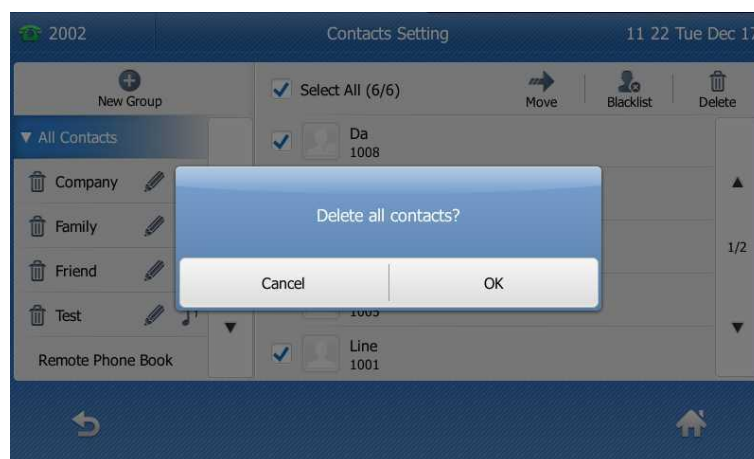 2002
Contacts Setting
11 22 Tue Dec 17
New Group
Select All (6/6)
Move
Blacklist
Delete
All Contacts
Da
1008
Company
Delete all contacts?
Family
1/2
Friend
Cancel
OK
Test
1005
Remote Phone Book
Line
1001